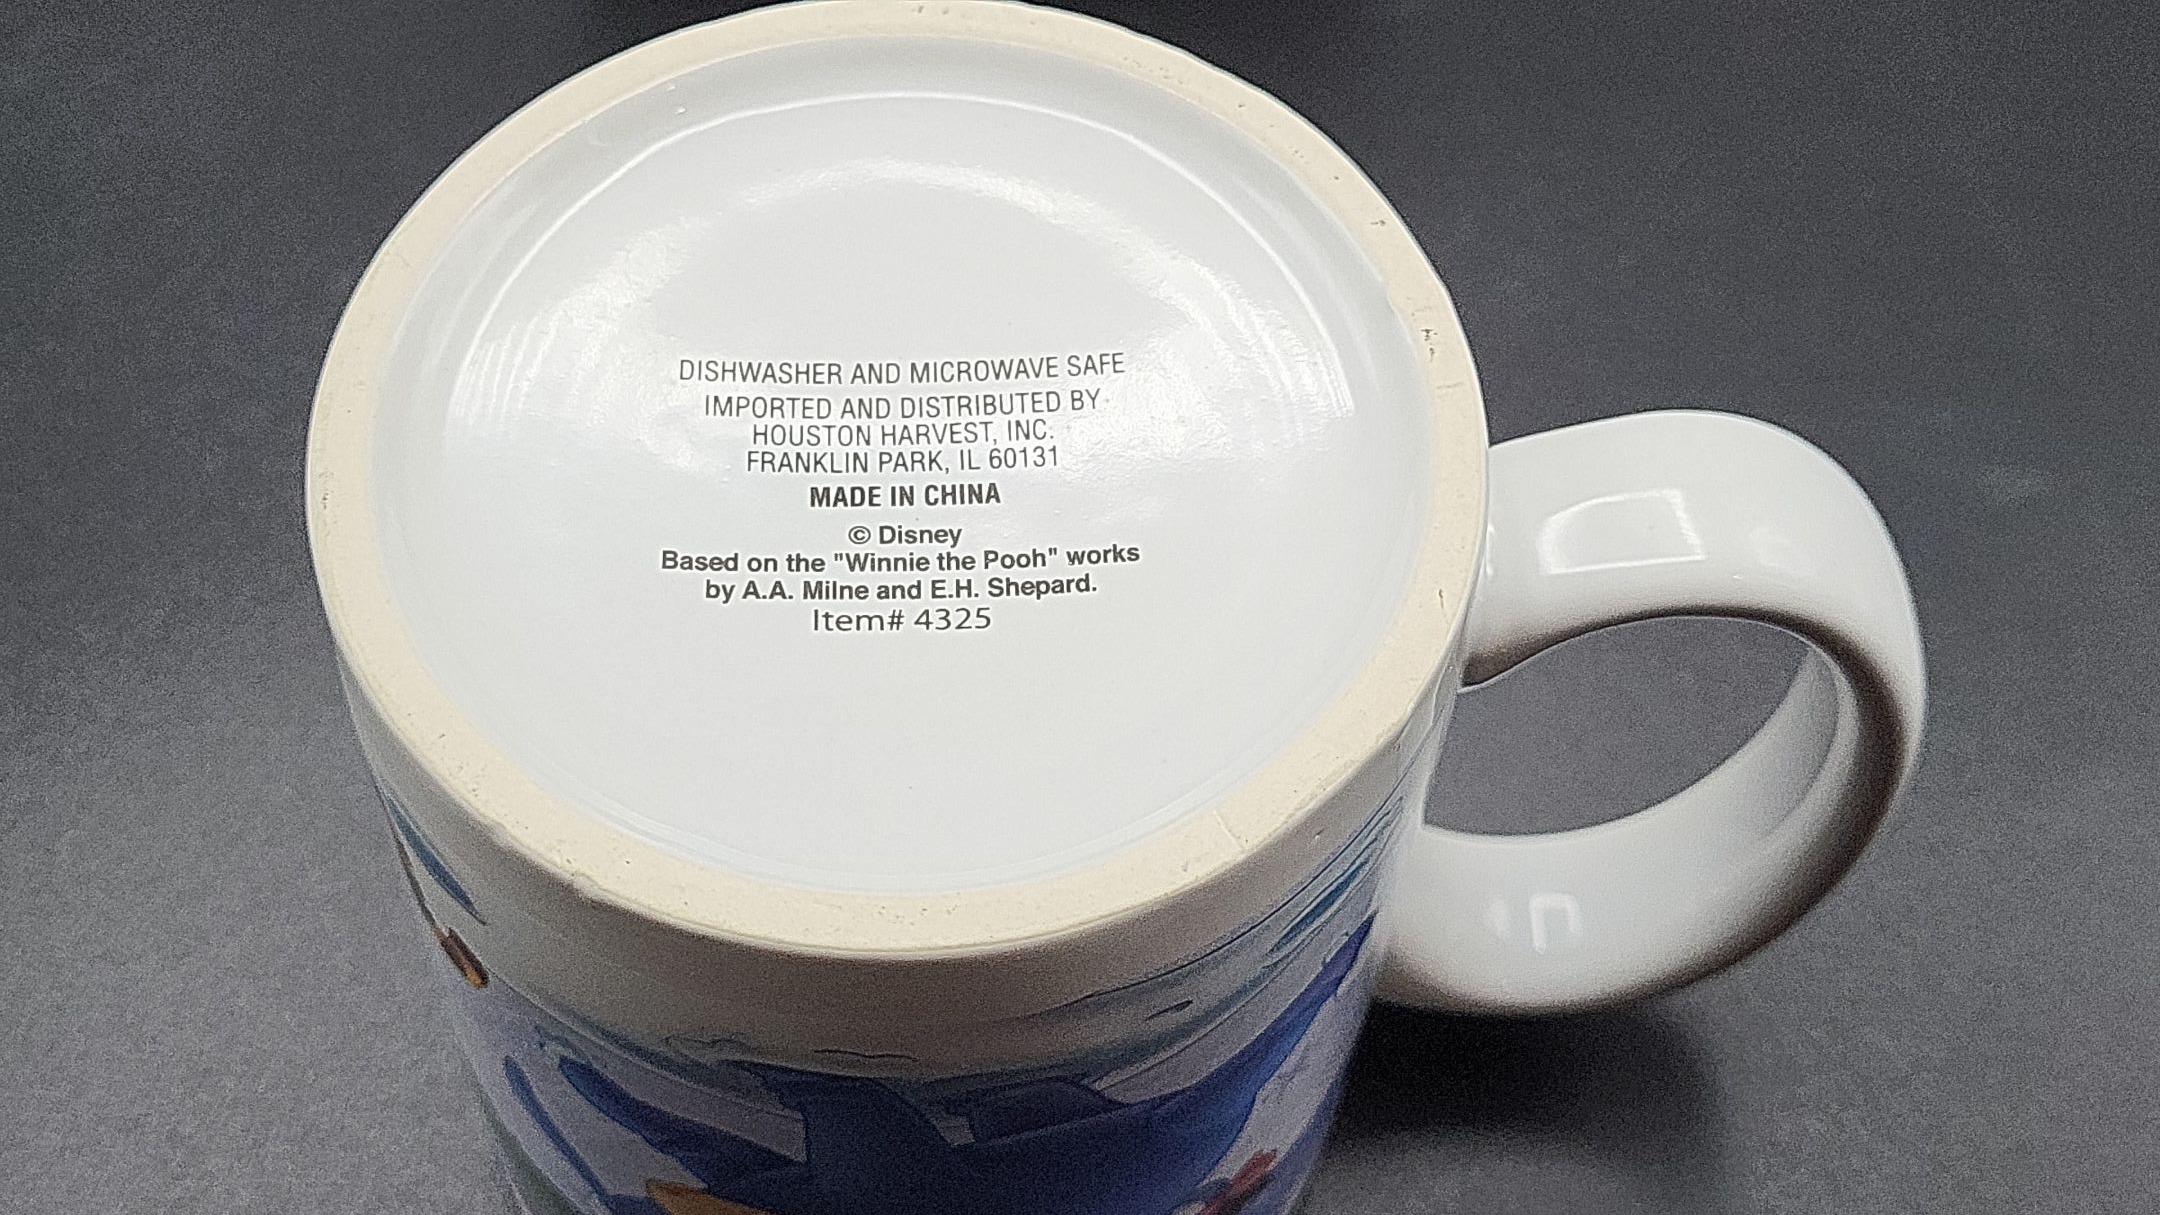 DISHWASHER AND MICROWAVE SAFE
IMPORTED AND DISTRIBUTED BY
HOUSTON HARVEST, INC.
FRANKLIN PARK, IL 60131
MADE IN CHINA
© Disney
Based on the "Winnie the Pooh" works
by A.A. Milne and E.H. Shepard.
Item# 4325